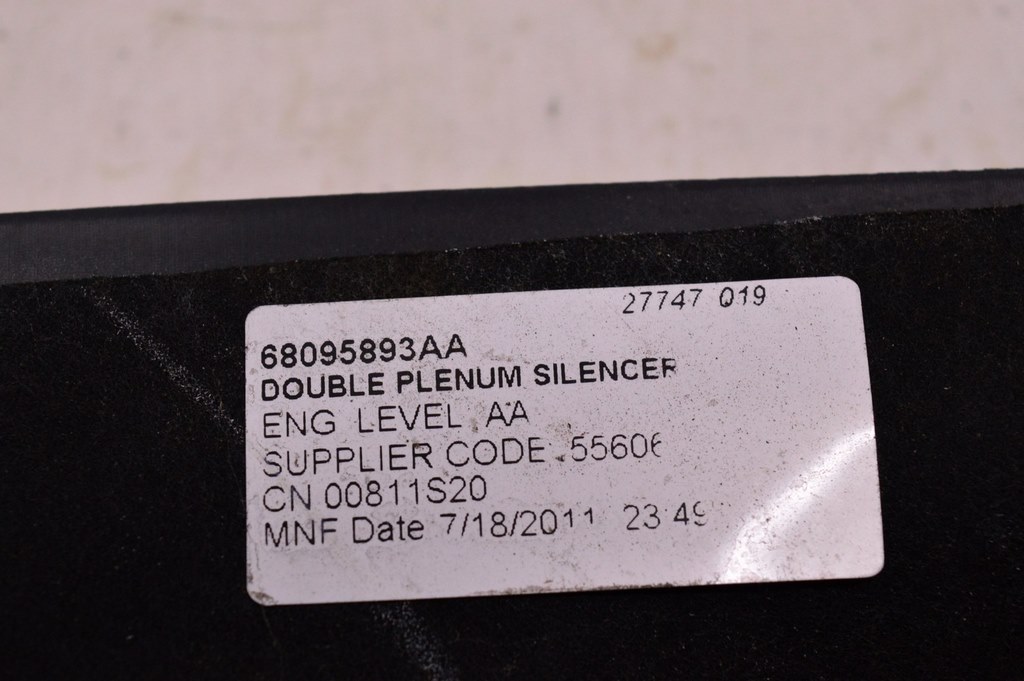 27747 019
68095893AA
DOUBLE PLENUM SILENCER
ENG LEVEL AA
SUPPLIER CODE 55606
CN 00811S20
MNF Date 7/18/2011 23:49